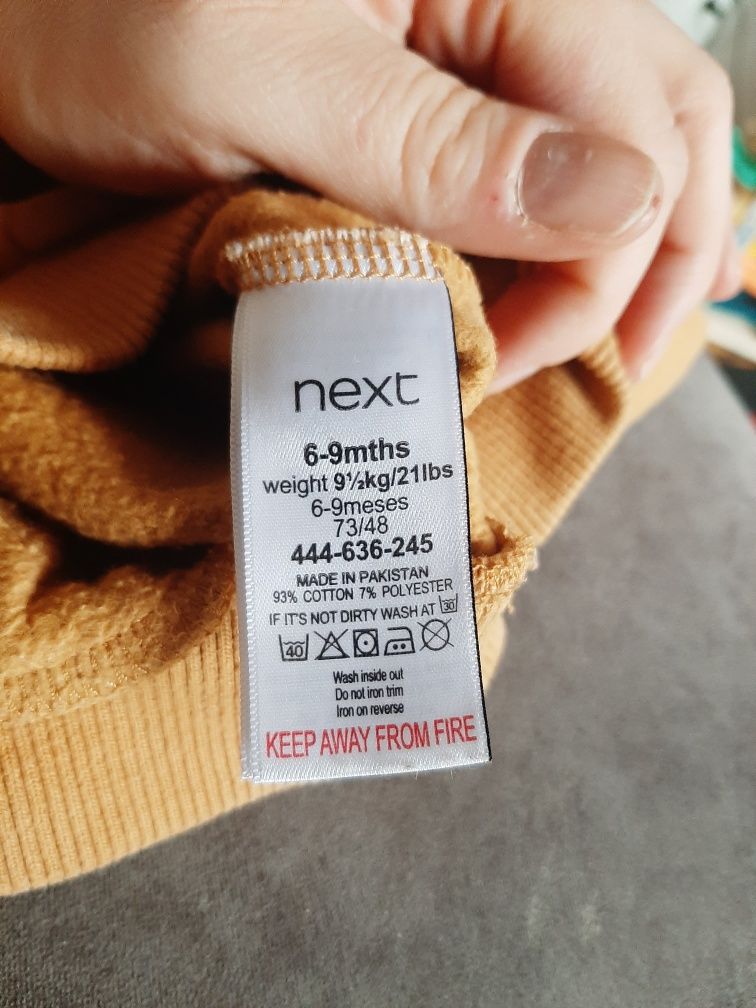 next
6-9mths
weight 9½kg/21lbs
6-9meses
73/48
444-636-245
MADE IN PAKISTAN
93% COTTON 7% POLYESTER
IF IT'S NOT DIRTY WASH AT 30
40
Wash inside out
Do not iron trim
Iron on reverse
KEEP AWAY FROM FIRE